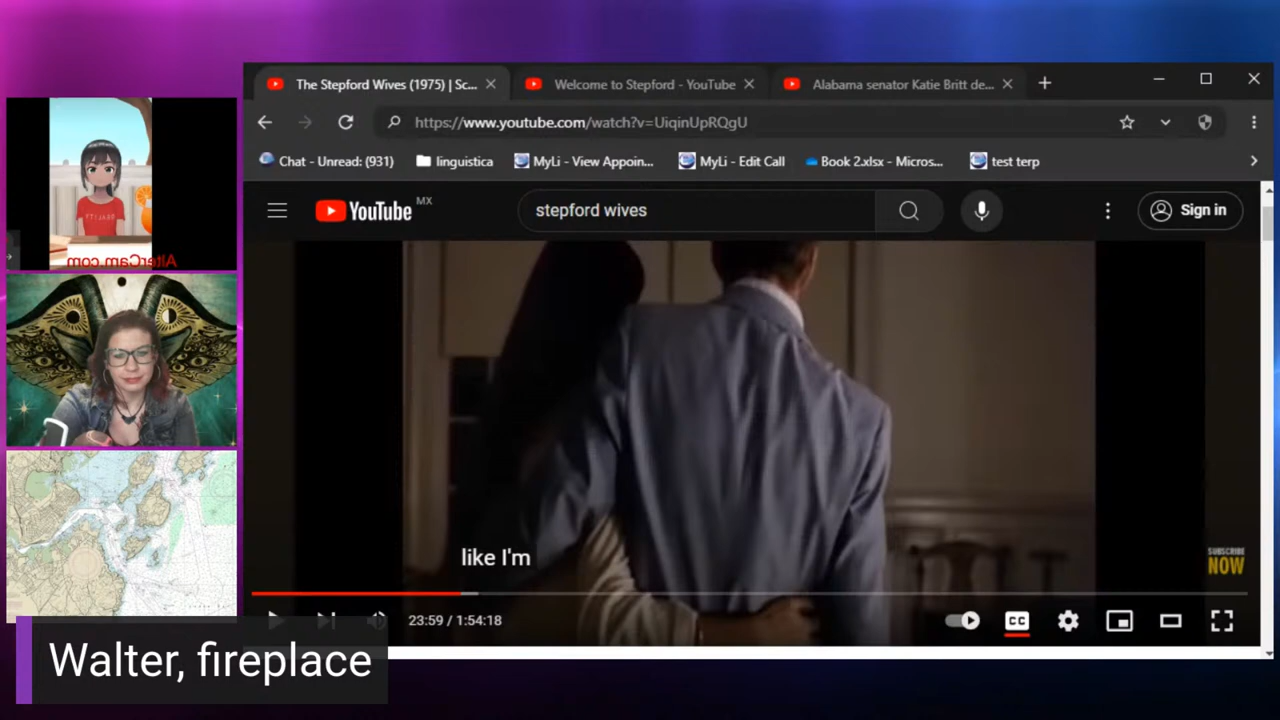 The Stepford Wives (1975) | Sc...
Welcome to Stepford - YouTube
Alabama senator Katie Britt de...
https://www.youtube.com/watch?v=UiqinUpRQgU
Chat - Unread: (931)
linguistica
MyLi - View Appoin...
MyLi - Edit Call
Book 2.xlsx - Micros...
test terp
YouTube MX
stepford wives
Sign in
AlterCam.com
like I'm
SUBSCRIBE
NOW
23:59 / 1:54:18
CC
Walter, fireplace